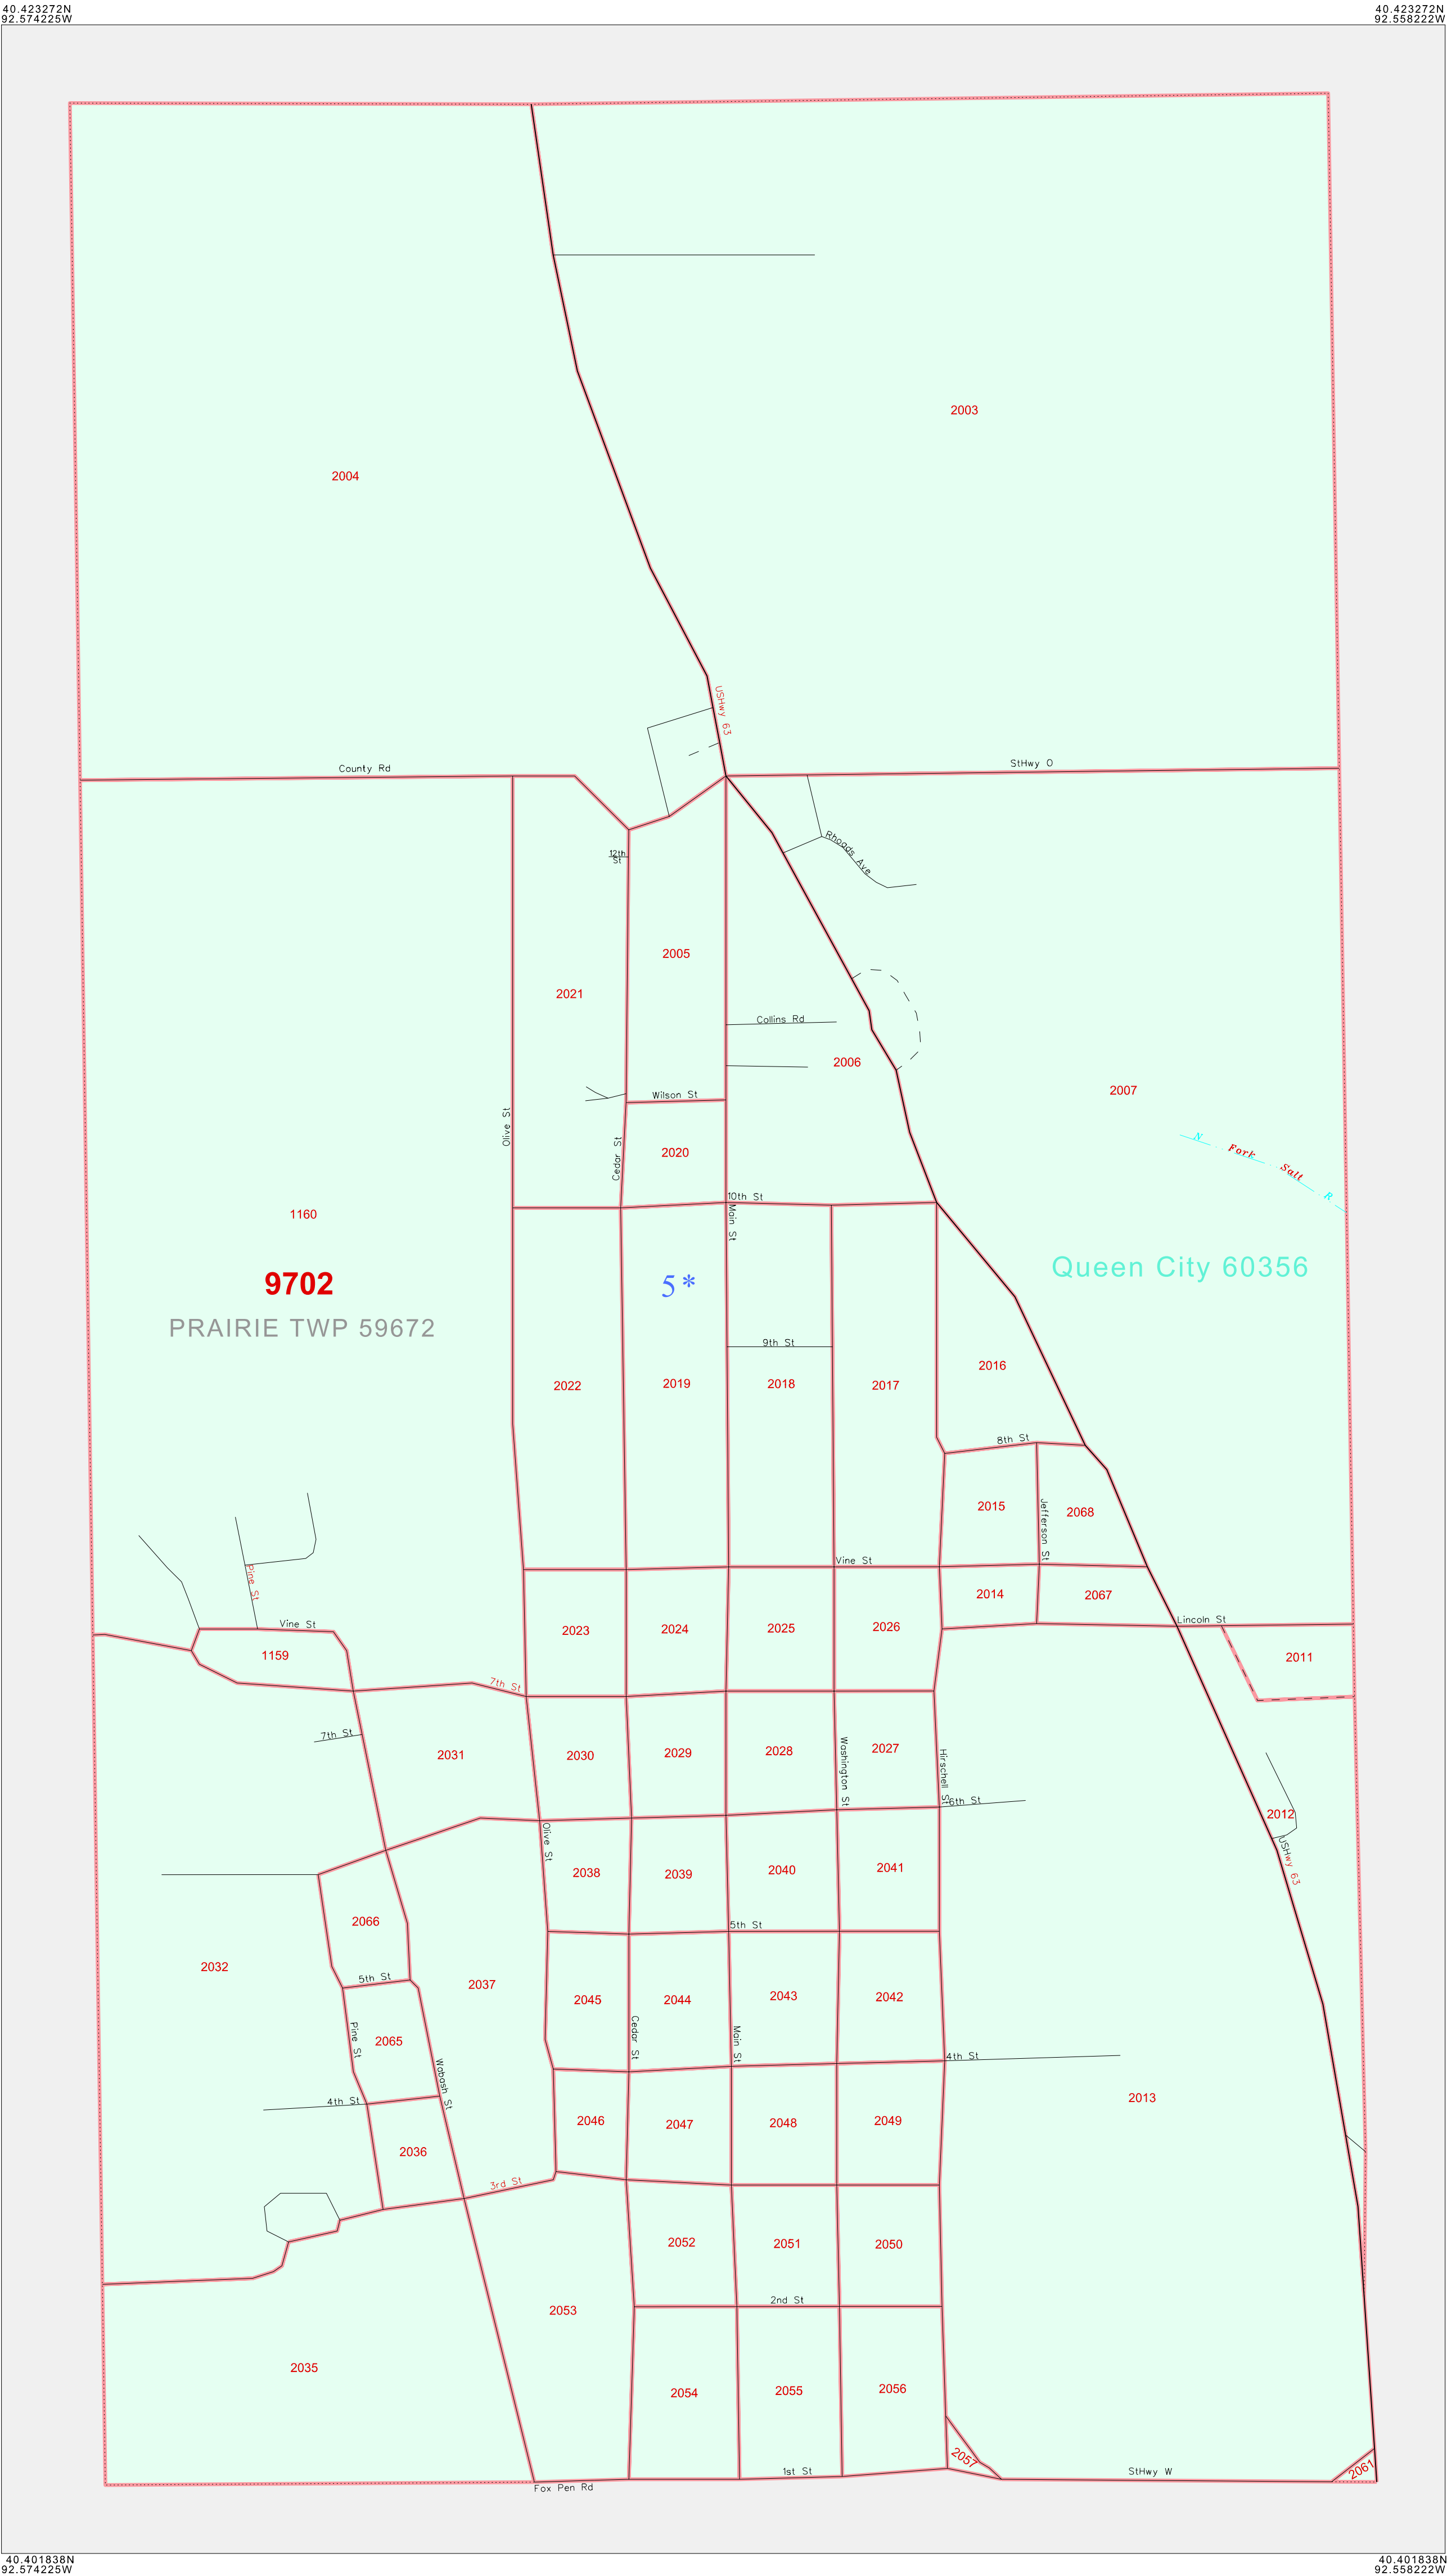 40.423272N
92.574225W
40.423272N
92.558222W
2003
2004
USHwy 63
County Rd
StHwy O
12th
St
Rhoads Ave
2005
2021
Collins Rd
2006
2007
Wilson St
Olive St
Cedar St
N Fork Salt R
2020
10th St
Main St
1160
9702
PRAIRIE TWP 59672
5*
Queen City 60356
9th St
2022
2019
2018
2017
2016
8th St
2015
Jefferson St
2068
Vine St
Pine St
2014
2067
Lincoln St
Vine St
1159
2023
2024
2025
2026
2011
7th St
7th St
2031
2030
2029
2028
Washington St
2027
Hirschell St
6th St
2012
USHwy 63
Olive St
2038
2039
2040
2041
2066
5th St
2032
5th St
2037
2045
2044
2043
2042
Pine St
2065
Wabash St
Cedar St
Main St
4th St
4th St
2013
2046
2047
2048
2049
2036
3rd St
2052
2051
2050
2nd St
2053
2035
2054
2055
2056
2057
2061
1st St
StHwy W
Fox Pen Rd
40.401838N
92.574225W
40.401838N
92.558222W